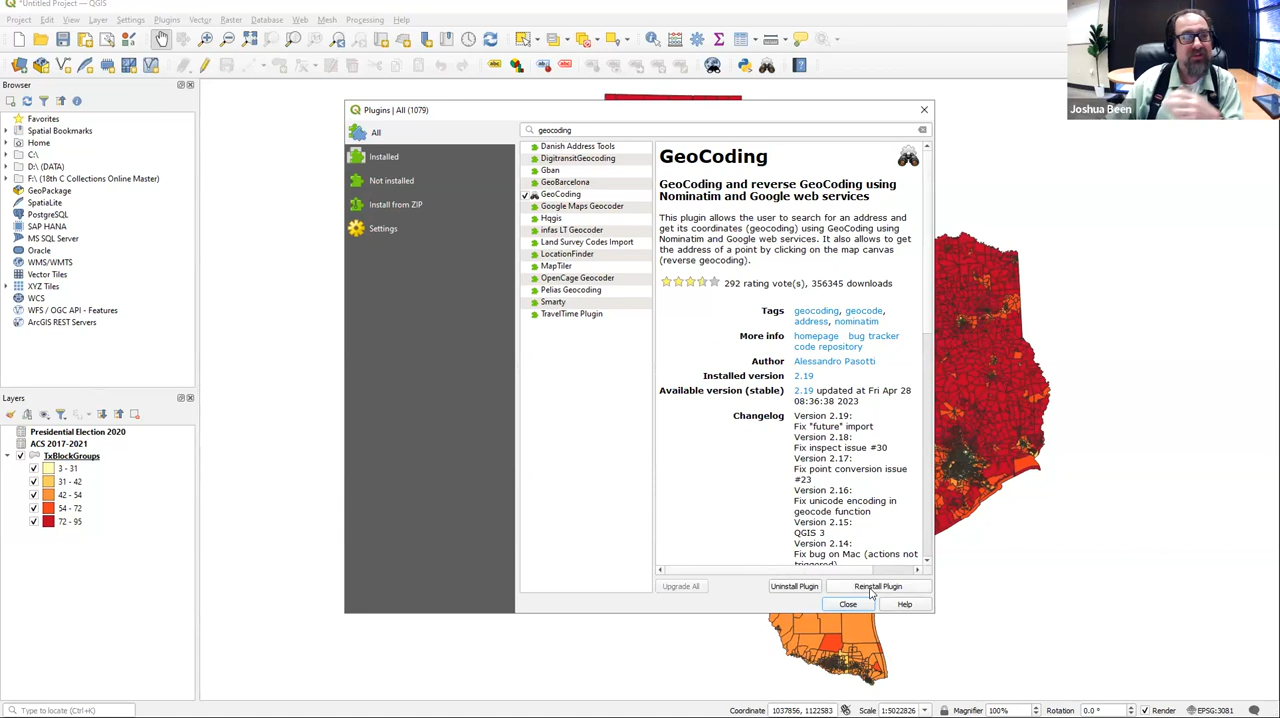 *Untitled Project — QGIS
Project Edit View Layer Settings Plugins Vector Raster Database Web Mesh Processing Help
Joshua Been
Browser
Favorites
Spatial Bookmarks
Home
C:\
D:\ (DATA)
F:\ (18th C Collections Online Master)
GeoPackage
SpatiaLite
PostgreSQL
SAP HANA
MS SQL Server
Oracle
WMS/WMTS
Vector Tiles
XYZ Tiles
WCS
WFS / OGC API - Features
ArcGIS REST Servers
Layers
Presidential Election 2020
ACS 2017-2021
TxBlockGroups
3 - 31
31 - 42
42 - 54
54 - 72
72 - 95
Plugins | All (1079)
All
Installed
Not installed
Install from ZIP
Settings
geocoding
Danish Address Tools
DigitransitGeocoding
Gban
GeoBarcelona
GeoCoding
Google Maps Geocoder
Hqgis
infas LT Geocoder
Land Survey Codes Import
LocationFinder
MapTiler
OpenCage Geocoder
Pelias Geocoding
Smarty
TravelTime Plugin
GeoCoding
GeoCoding and reverse GeoCoding using
Nominatim and Google web services
This plugin allows the user to search for an address and
get its coordinates (geocoding) using GeoCoding using
Nominatim and Google web services. It also allows to get
the address of a point by clicking on the map canvas
(reverse geocoding).
292 rating vote(s), 356345 downloads
Tags geocoding, geocode,
address, nominatim
More info homepage bug tracker
code repository
Author Alessandro Pasotti
Installed version 2.19
Available version (stable) 2.19 updated at Fri Apr 28
08:36:38 2023
Changelog Version 2.19:
Fix "future" import
Version 2.18:
Fix inspect issue #30
Version 2.17:
Fix point conversion issue
#23
Version 2.16:
Fix unicode encoding in
geocode function
Version 2.15:
QGIS 3
Version 2.14:
Fix bug on Mac (actions not
triggered)
Upgrade All Uninstall Plugin Reinstall Plugin
Close Help
Type to locate (Ctrl+K) Coordinate 1037856, 1122583 Scale 1:5022826 Magnifier 100% Rotation 0.0 ° Render EPSG:3081